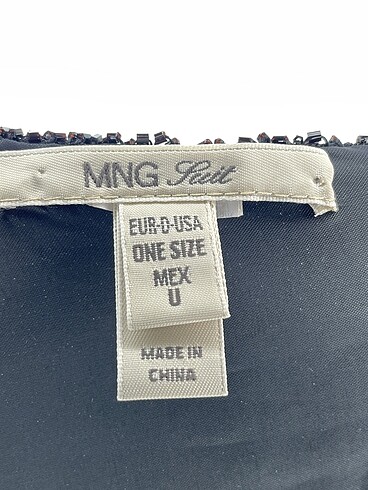 MNG Suit
EUR·D·USA
ONE SIZE
MEX
U
MADE IN
CHINA